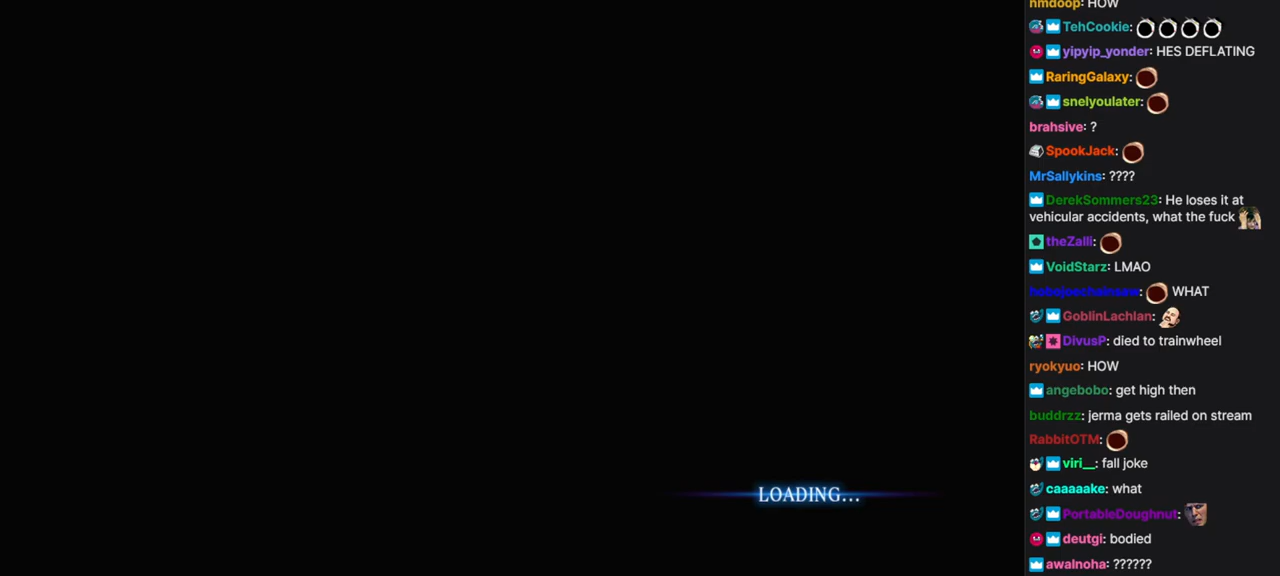 nmdoop: HOW
TehCookie:
yipyip_yonder: HES DEFLATING
RaringGalaxy:
snelyoulater:
brahsive: ?
SpookJack:
MrSallykins: ????
DerekSommers23: He loses it at
vehicular accidents, what the fuck
theZalli:
VoidStarz: LMAO
hobojoechainsaw: WHAT
GoblinLachlan:
DivusP: died to trainwheel
ryokyuo: HOW
angebobo: get high then
buddrzz: jerma gets railed on stream
RabbitOTM:
viri__: fall joke
LOADING...
caaaaake: what
PortableDoughnut:
deutgi: bodied
awalnoha: ??????